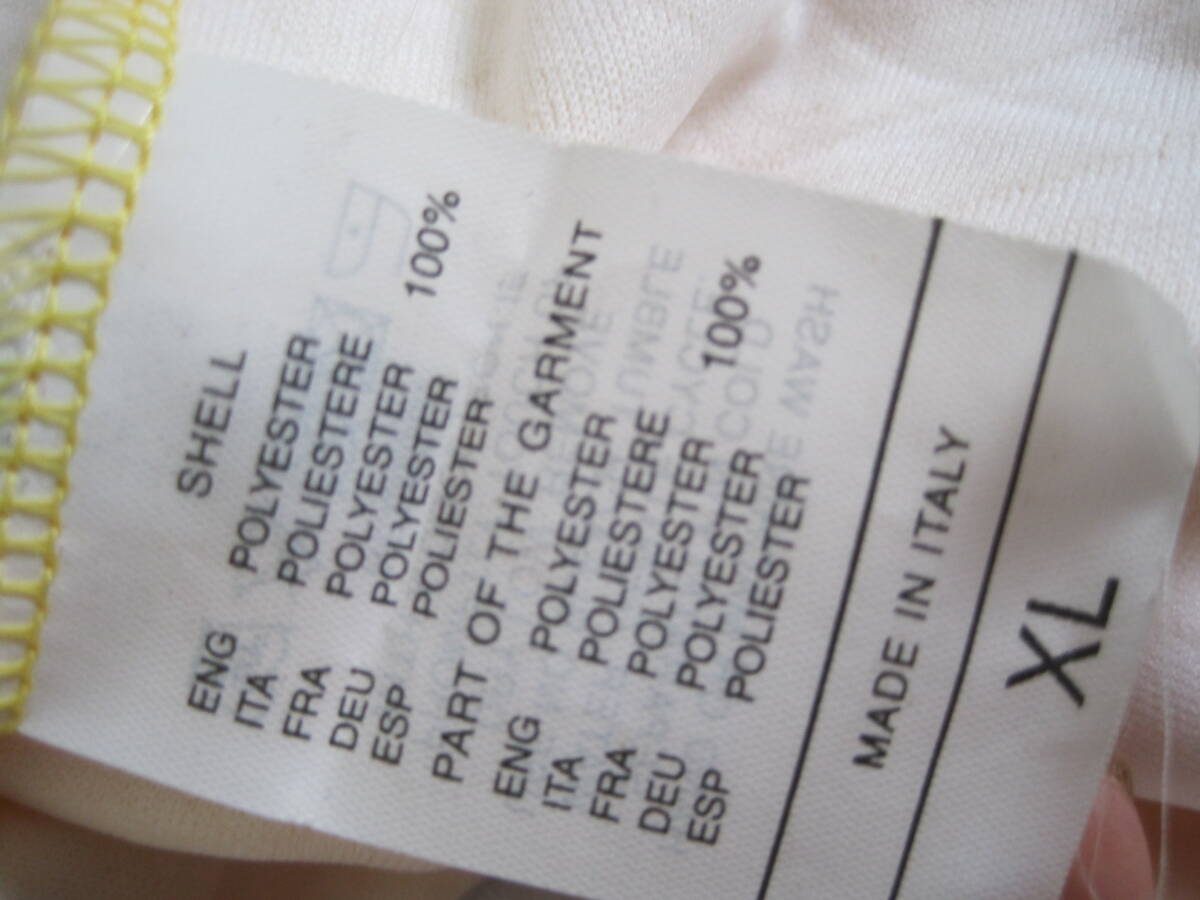 SHELL
ENG POLYESTER
ITA POLIESTERE
FRA POLYESTER
DEU POLYESTER 100%
ESP POLIESTER
PART OF THE GARMENT
ENG POLYESTER
ITA POLIESTERE
FRA POLYESTER
DEU POLYESTER 100%
ESP POLIESTER
MADE IN ITALY
XL